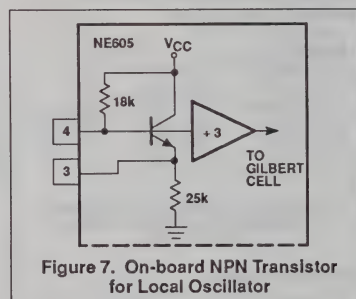 NE605
VCC
18k
4
3
+ 3
TO
GILBERT
CELL
25k
Figure 7. On-board NPN Transistor
for Local Oscillator